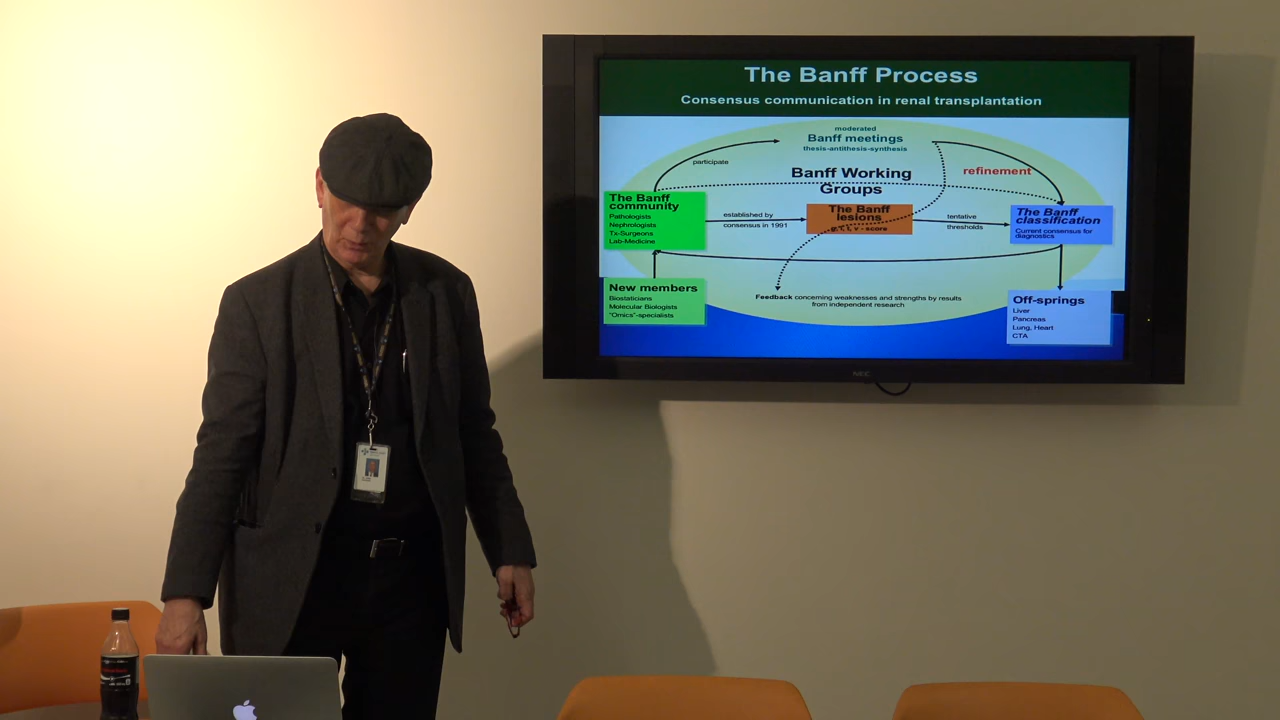 The Banff Process
Consensus communication in renal transplantation
moderated
Banff meetings
thesis-antithesis-synthesis
participate
refinement
Banff Working
Groups
The Banff
community
Pathologists
Nephrologists
Tx-Surgeons
Lab-Medicine
established by
consensus in 1991
The Banff
lesions
g, t, i, v - score
tentative
thresholds
The Banff
classification
Current consensus for
diagnostics
New members
Biostaticians
Molecular Biologists
"Omics"-specialists
Feedback concerning weaknesses and strengths by results
from independent research
Off-springs
Liver
Pancreas
Lung, Heart
CTA
NEC